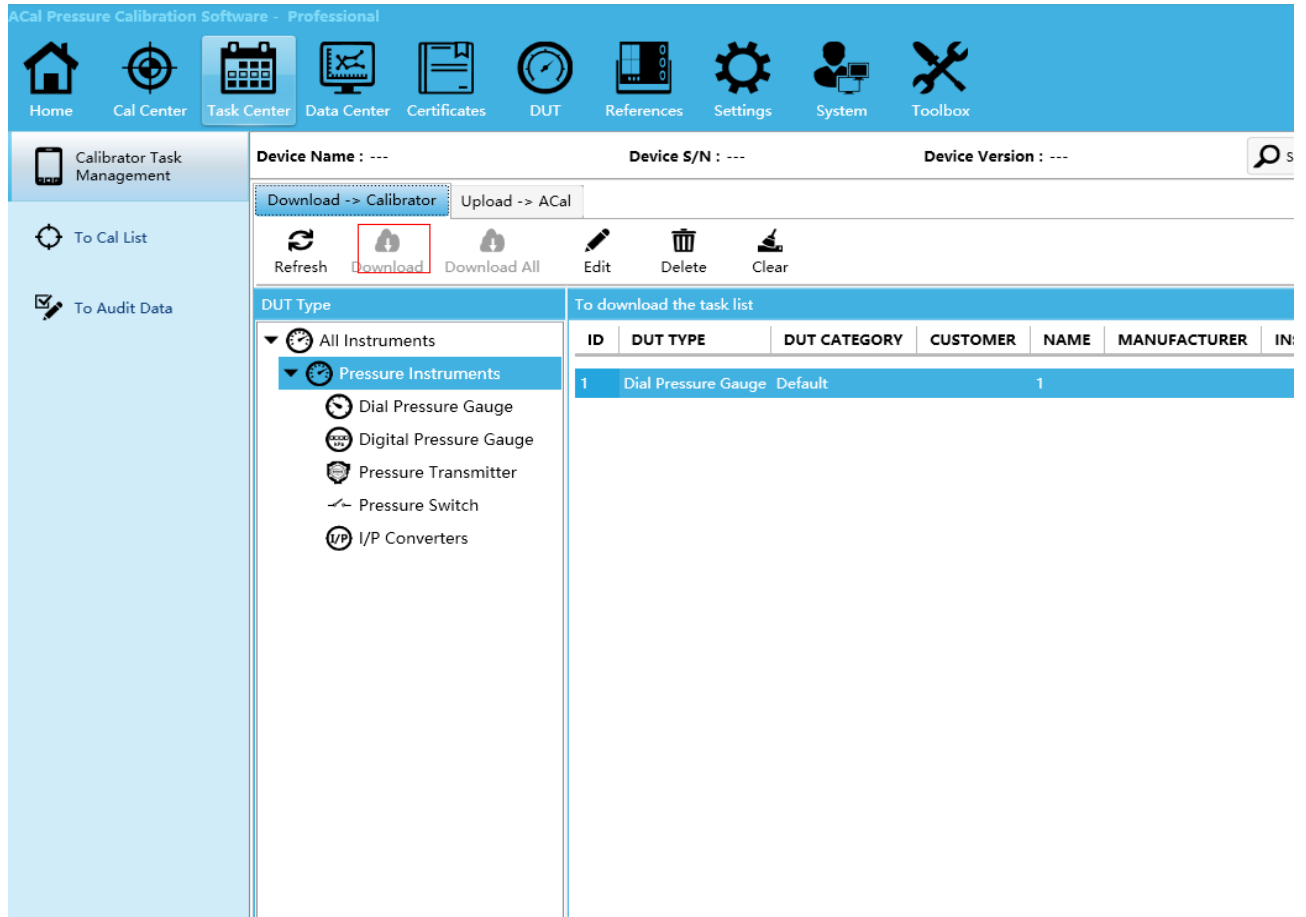 ACal Pressure Calibration Software - Professional
Home Cal Center Task Center Data Center Certificates DUT References Settings System Toolbox
Calibrator Task
Management
To Cal List
To Audit Data
Device Name : --- Device S/N : --- Device Version : ---
Download -> Calibrator Upload -> ACal
Refresh Download Download All Edit Delete Clear
DUT Type
All Instruments
Pressure Instruments
Dial Pressure Gauge
Digital Pressure Gauge
Pressure Transmitter
Pressure Switch
I/P I/P Converters
To download the task list
ID DUT TYPE DUT CATEGORY CUSTOMER NAME MANUFACTURER
1 Dial Pressure Gauge Default 1